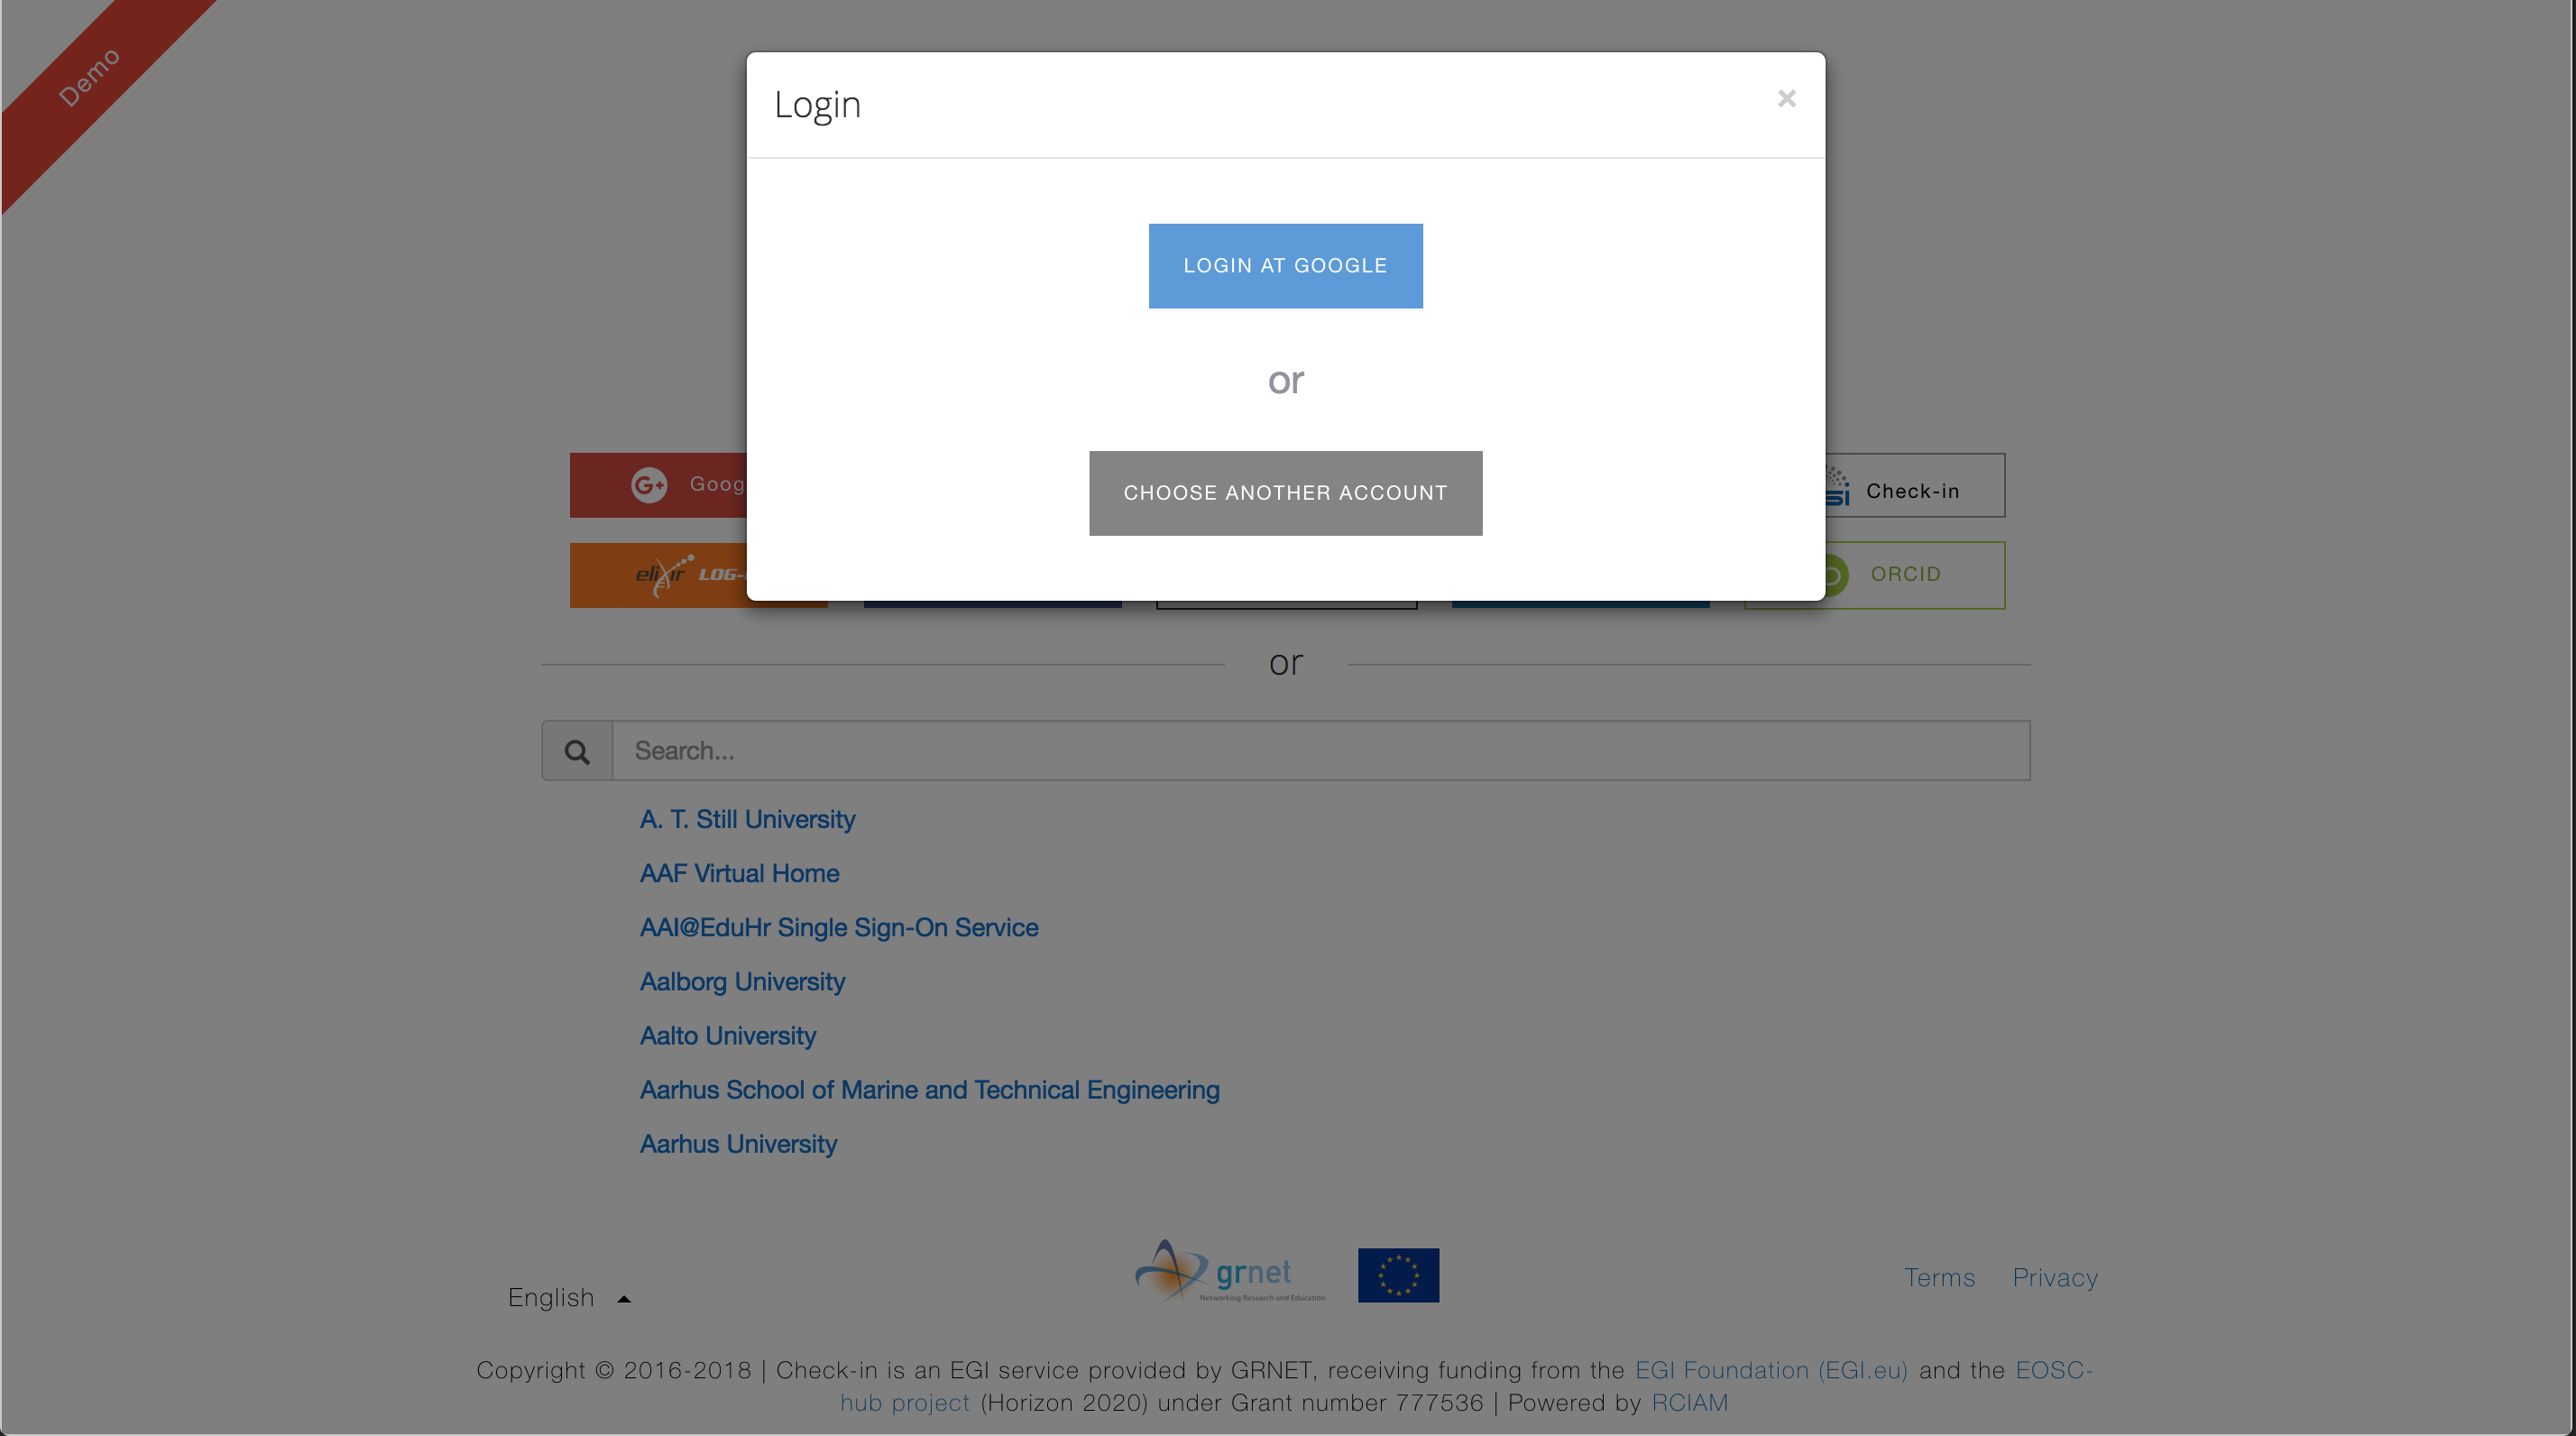 Demo
Login
×
LOGIN AT GOOGLE
or
CHOOSE ANOTHER ACCOUNT
G+ Goog
Check-in
elixir LOG-
ORCID
or
Search...
A. T. Still University
AAF Virtual Home
AAI@EduHr Single Sign-On Service
Aalborg University
Aalto University
Aarhus School of Marine and Technical Engineering
Aarhus University
English
grnet
Networking Research and Education
Terms Privacy
Copyright © 2016-2018 | Check-in is an EGI service provided by GRNET, receiving funding from the EGI Foundation (EGI.eu) and the EOSC-
hub project (Horizon 2020) under Grant number 777536 | Powered by RCIAM